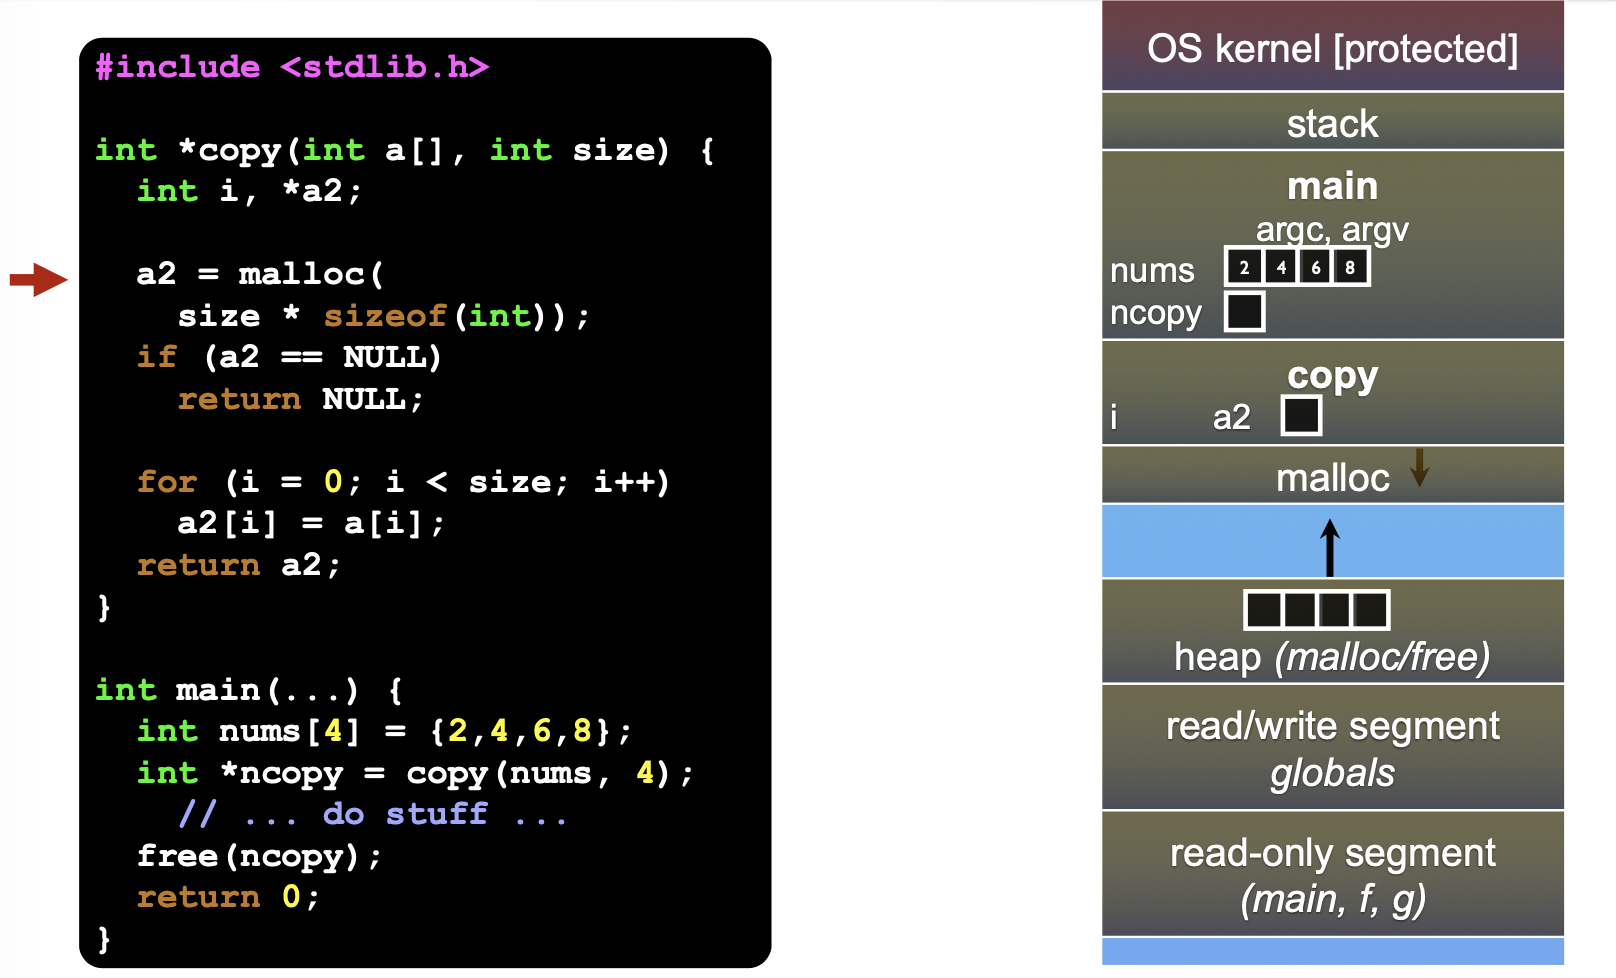 #include <stdlib.h>
int *copy(int a[], int size) {
int i, *a2;
a2 = malloc(
size * sizeof(int));
if (a2 == NULL)
return NULL;
for (i = 0; i < size; i++)
a2[i] = a[i];
return a2;
}
int main(...) {
int nums[4] = {2,4,6,8};
int *ncopy = copy(nums, 4);
// ... do stuff ...
free(ncopy);
return 0;
}
OS kernel [protected]
stack
main
argc, argv
nums 2 4 6 8
ncopy
copy
i a2
malloc
heap (malloc/free)
read/write segment
globals
read-only segment
(main, f, g)